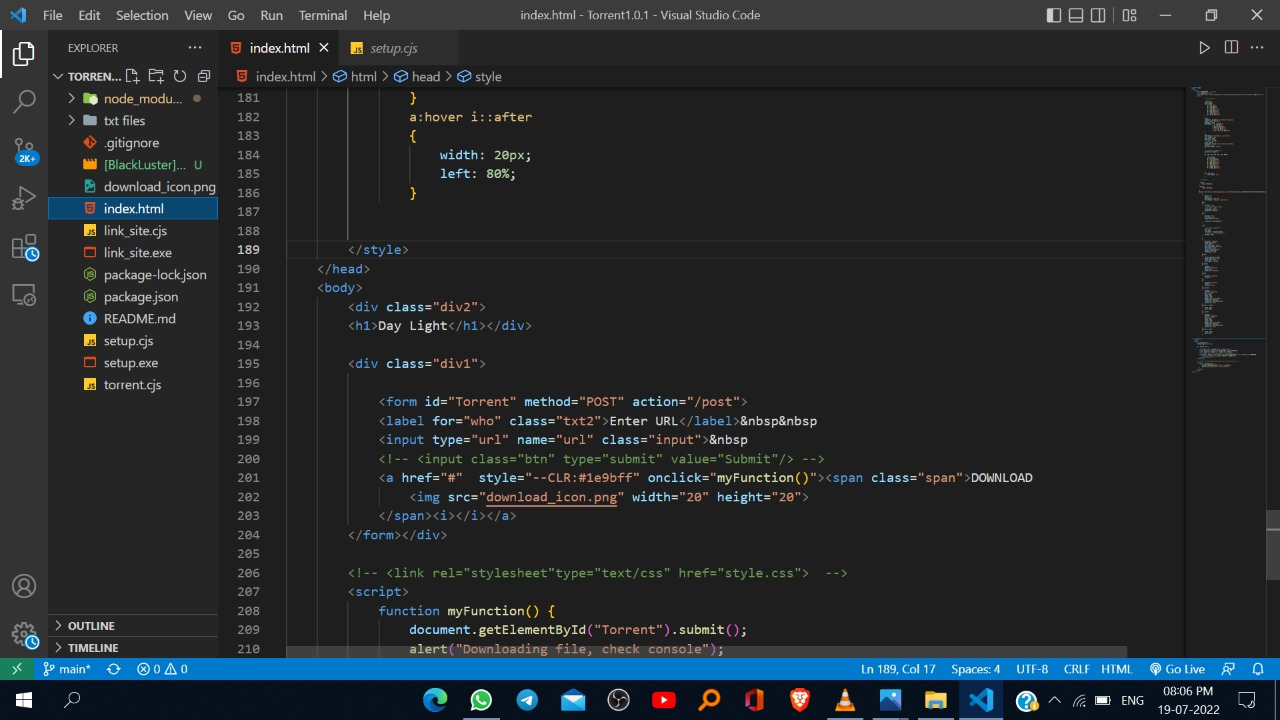 File Edit Selection View Go Run Terminal Help
index.html - Torrent1.0.1 - Visual Studio Code
EXPLORER
TORREN...
node_modu...
txt files
.gitignore
[BlackLuster]... U
download_icon.png
index.html
link_site.cjs
link_site.exe
package-lock.json
package.json
README.md
setup.cjs
setup.exe
torrent.cjs
OUTLINE
TIMELINE
2K+
index.html
setup.cjs
index.html > html > head > style
181 }
182 a:hover i::after
183 {
184 width: 20px;
185 left: 80%;
186 }
187
188
189 </style>
190 </head>
191 <body>
192 <div class="div2">
193 <h1>Day Light</h1></div>
194
195 <div class="div1">
196
197 <form id="Torrent" method="POST" action="/post">
198 <label for="who" class="txt2">Enter URL</label>&nbsp&nbsp
199 <input type="url" name="url" class="input">&nbsp
200 <!-- <input class="btn" type="submit" value="Submit"/> -->
201 <a href="#"  style="--CLR:#1e9bff" onclick="myFunction()"><span class="span">DOWNLOAD
202 <img src="download_icon.png" width="20" height="20">
203 </span><i></i></a>
204 </form></div>
205
206 <!-- <link rel="stylesheet"type="text/css" href="style.css">  -->
207 <script>
208 function myFunction() {
209 document.getElementById("Torrent").submit();
210 alert("Downloading file, check console");
main* 0 0 Ln 189, Col 17 Spaces: 4 UTF-8 CRLF HTML Go Live
ENG 08:06 PM
19-07-2022